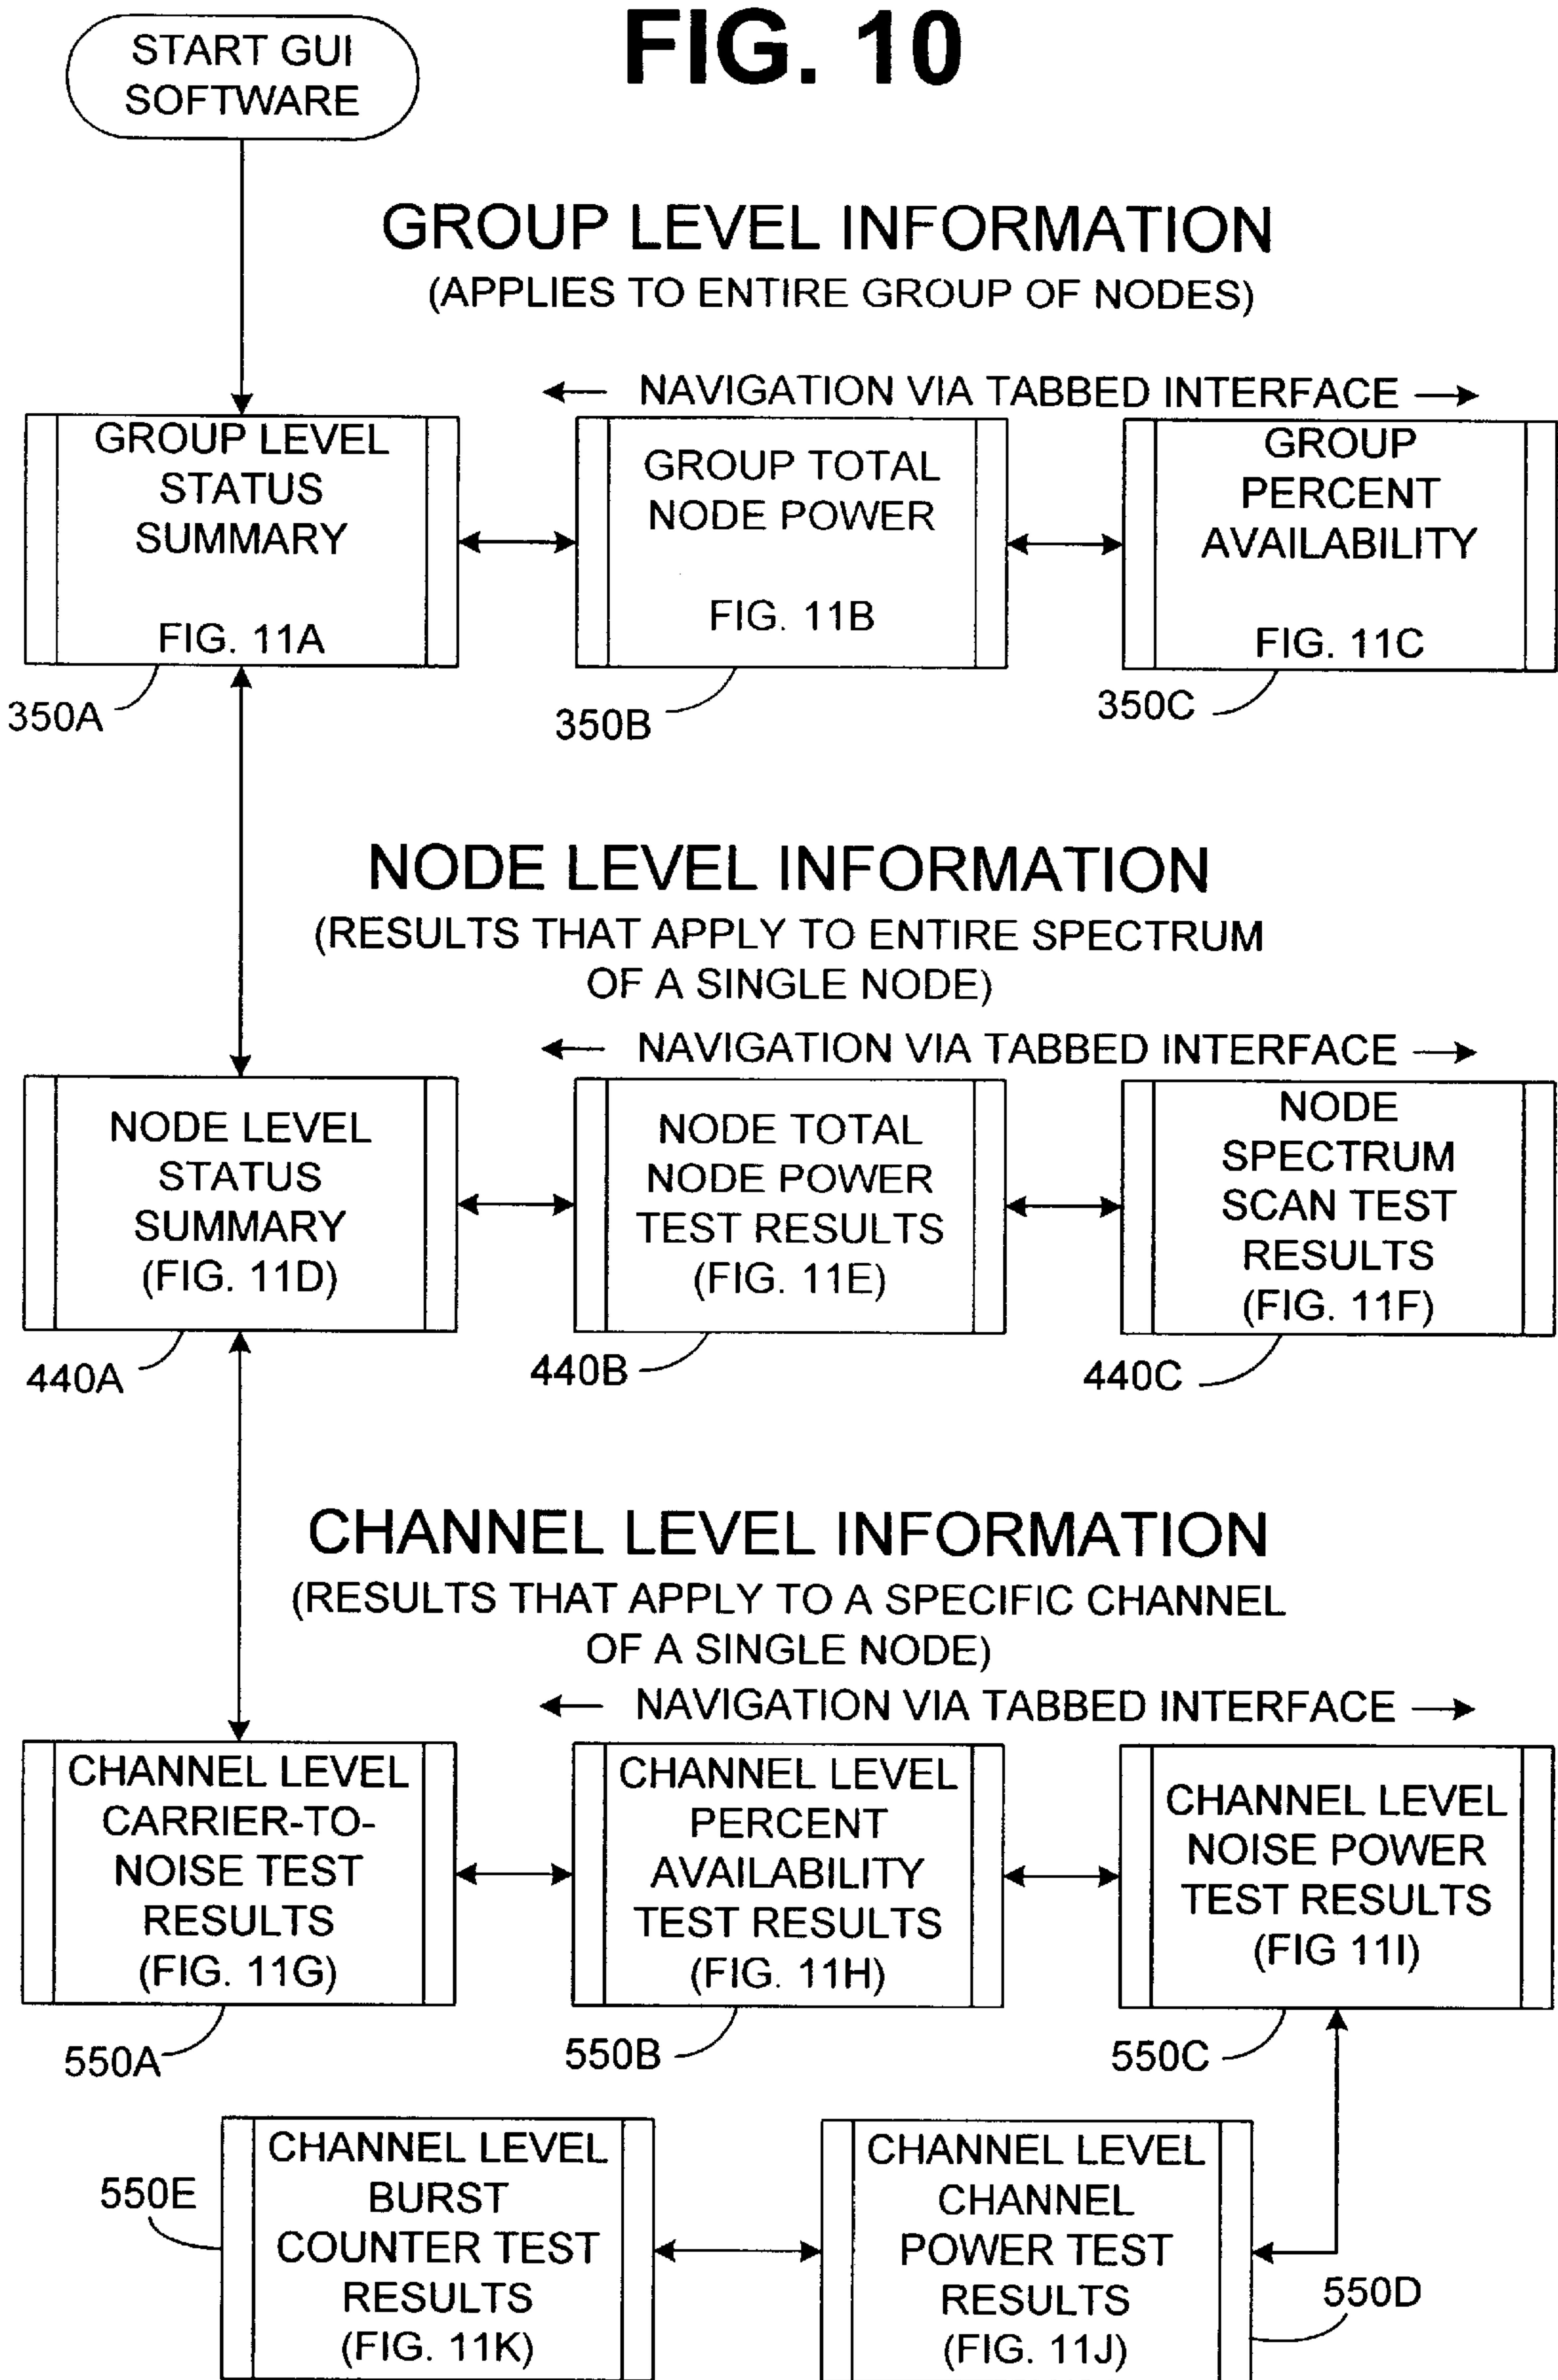 FIG. 10
START GUI
SOFTWARE
GROUP LEVEL INFORMATION
(APPLIES TO ENTIRE GROUP OF NODES)
NAVIGATION VIA TABBED INTERFACE
GROUP LEVEL
STATUS
SUMMARY
FIG. 11A
350A
GROUP TOTAL
NODE POWER
FIG. 11B
350B
GROUP
PERCENT
AVAILABILITY
FIG. 11C
350C
NODE LEVEL INFORMATION
(RESULTS THAT APPLY TO ENTIRE SPECTRUM
OF A SINGLE NODE)
NAVIGATION VIA TABBED INTERFACE
NODE LEVEL
STATUS
SUMMARY
(FIG. 11D)
440A
NODE TOTAL
NODE POWER
TEST RESULTS
(FIG. 11E)
440B
NODE
SPECTRUM
SCAN TEST
RESULTS
(FIG. 11F)
440C
CHANNEL LEVEL INFORMATION
(RESULTS THAT APPLY TO A SPECIFIC CHANNEL
OF A SINGLE NODE)
NAVIGATION VIA TABBED INTERFACE
CHANNEL LEVEL
CARRIER-TO-
NOISE TEST
RESULTS
(FIG. 11G)
550A
CHANNEL LEVEL
PERCENT
AVAILABILITY
TEST RESULTS
(FIG. 11H)
550B
CHANNEL LEVEL
NOISE POWER
TEST RESULTS
(FIG 11I)
550C
550E
CHANNEL LEVEL
BURST
COUNTER TEST
RESULTS
(FIG. 11K)
CHANNEL LEVEL
CHANNEL
POWER TEST
RESULTS
(FIG. 11J)
550D